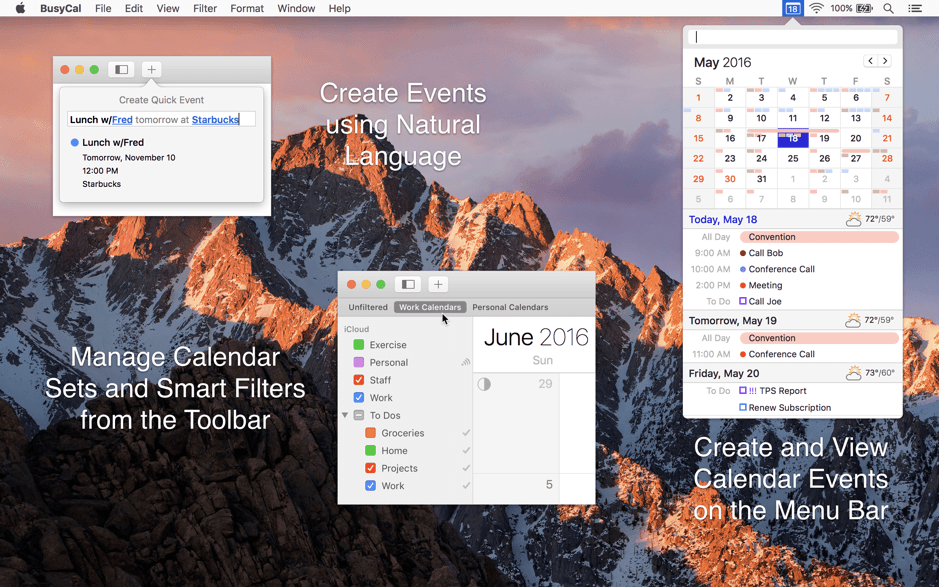 BusyCal File Edit View Filter Format Window Help 18 100%
Create Quick Event
Lunch w/Fred tomorrow at Starbucks
Lunch w/Fred
Tomorrow, November 10
12:00 PM
Starbucks
Create Events
using Natural
Language
May 2016
S M T W T F S
1 2 3 4 5 6 7
8 9 10 11 12 13 14
15 16 17 18 19 20 21
22 23 24 25 26 27 28
29 30 31 1 2 3 4
5 6 7 8 9 10 11
Today, May 18 72°/59°
All Day Convention
9:00 AM Call Bob
10:00 AM Conference Call
2:00 PM Meeting
To Do Call Joe
Tomorrow, May 19 72°/59°
All Day Convention
11:00 AM Conference Call
Friday, May 20 73°/60°
To Do !!! TPS Report
Renew Subscription
Manage Calendar
Sets and Smart Filters
from the Toolbar
Unfiltered Work Calendars Personal Calendars
iCloud
Exercise
Personal
Staff
Work
To Dos
Groceries
Home
Projects
Work
June 2016
Sun
29
5
Create and View
Calendar Events
on the Menu Bar